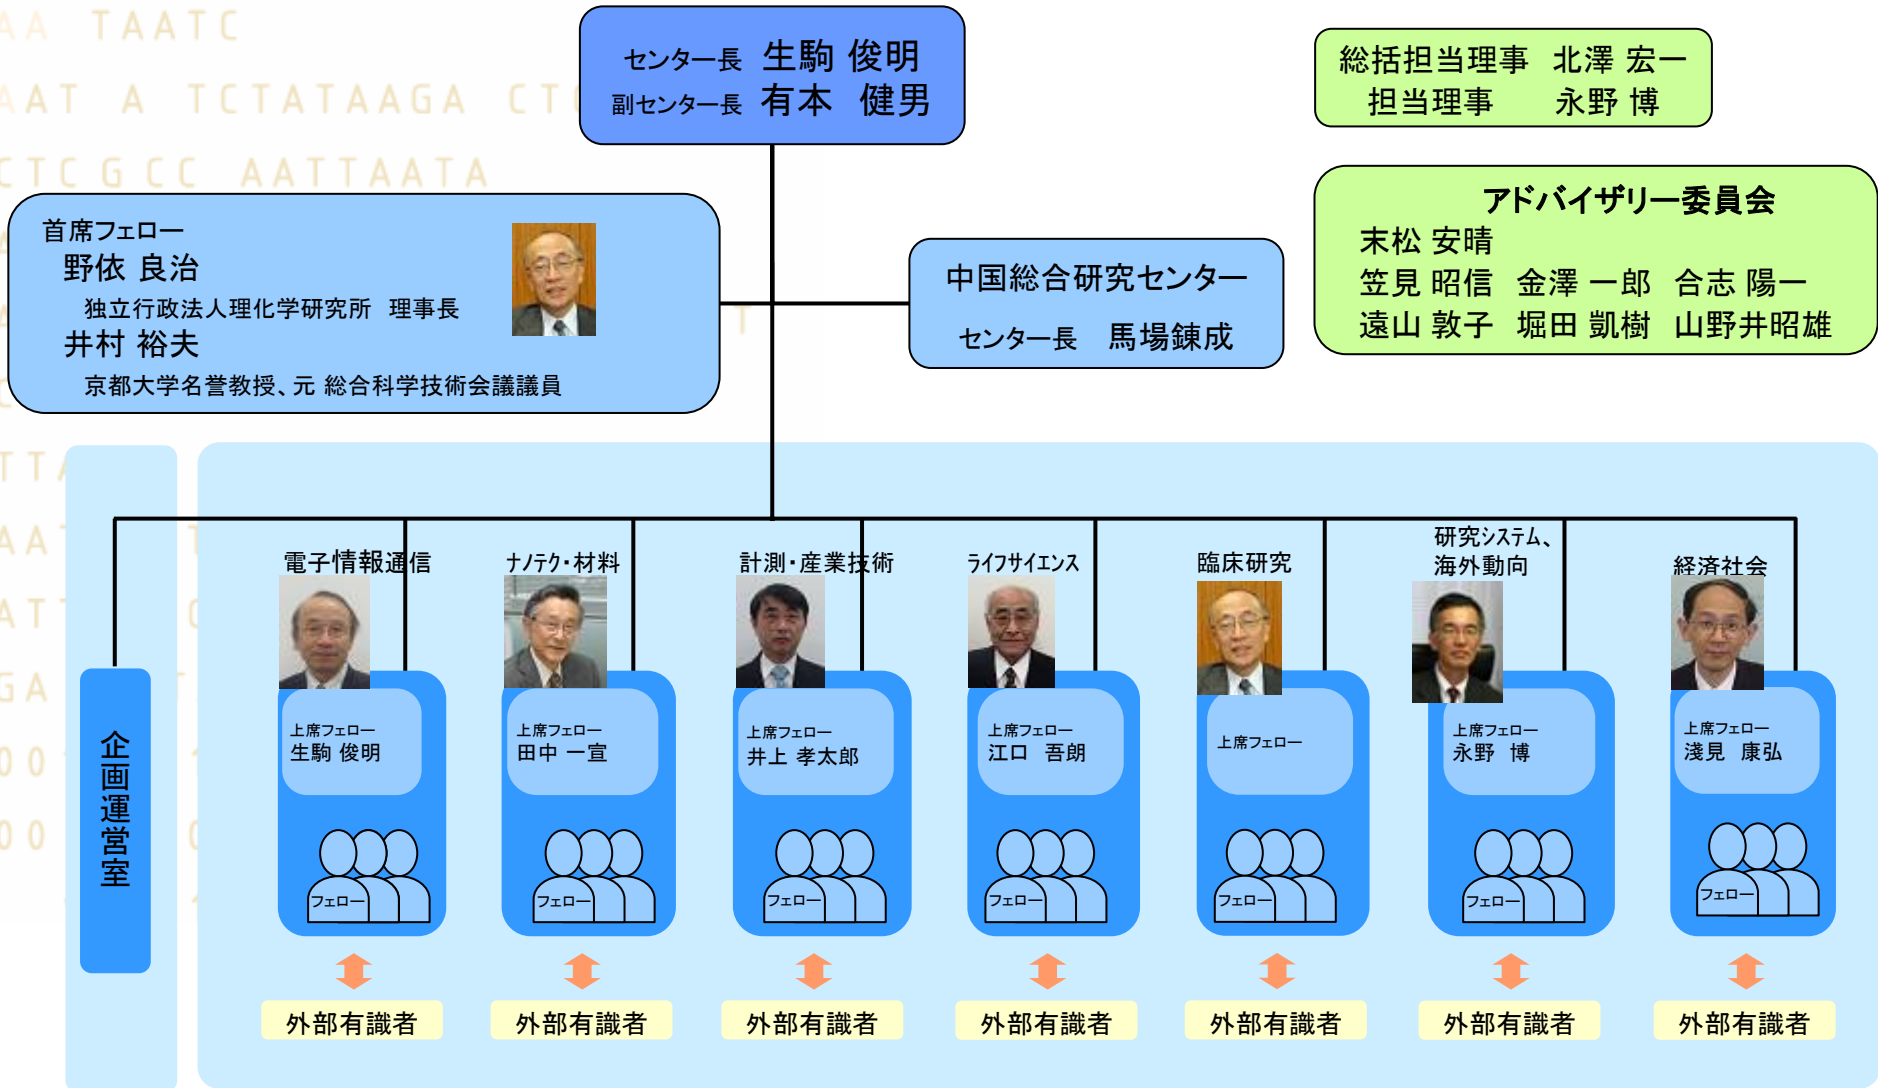 AA TAATC
AAT A TCTATAAGA CT
CTCGCC AATTAATA
センター長 生駒 俊明
副センター長 有本 健男
総括担当理事 北澤 宏一
担当理事 永野 博
アドバイザリー委員会
末松 安晴
笠見 昭信 金澤 一郎 合志 陽一
遠山 敦子 堀田 凱樹 山野井昭雄
首席フェロー
野依 良治
独立行政法人理化学研究所 理事長
井村 裕夫
京都大学名誉教授、元 総合科学技術会議議員
中国総合研究センター
センター長 馬場錬成
企画運営室
電子情報通信
上席フェロー
生駒 俊明
フェロー
外部有識者
ナノテク・材料
上席フェロー
田中 一宣
フェロー
外部有識者
計測・産業技術
上席フェロー
井上 孝太郎
フェロー
外部有識者
ライフサイエンス
上席フェロー
江口 吾朗
フェロー
外部有識者
臨床研究
上席フェロー
フェロー
外部有識者
研究システム、
海外動向
上席フェロー
永野 博
フェロー
外部有識者
経済社会
上席フェロー
淺見 康弘
フェロー
外部有識者